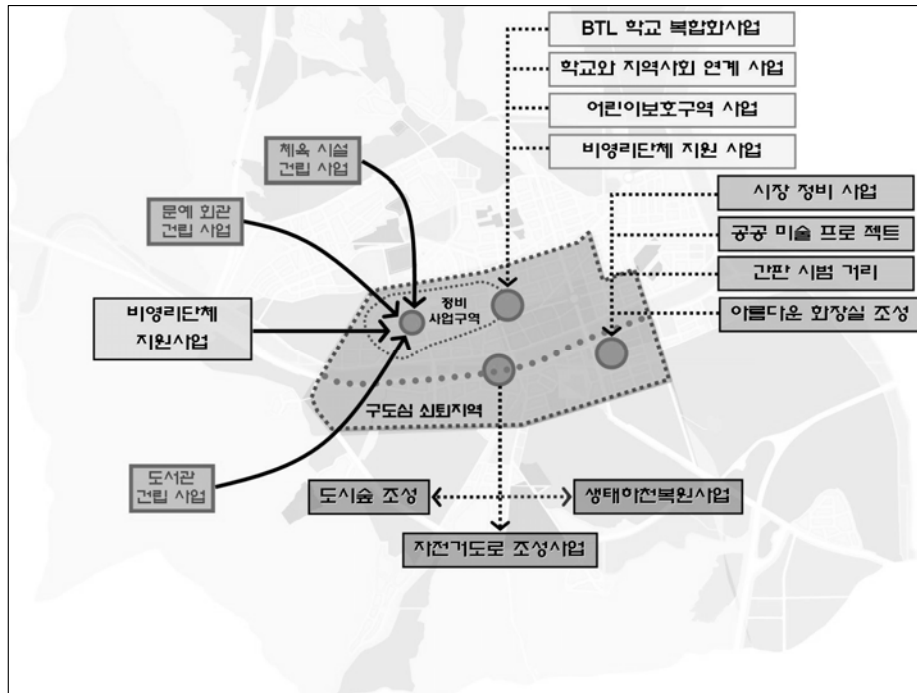 BTL 학교 복합화사업
학교와 지역사회 연계 사업
어린이보호구역 사업
비영리단체 지원 사업
체육 시설
건립 사업
시장 정비 사업
문예 회관
건립 사업
공공 미술 프로 젝트
간판 시범 거리
아름다운 화장실 조성
정비
사업구역
비영리단체
지원사업
구도심 쇠퇴지역
도서관
건립 사업
도시숲 조성
생태하천복원사업
자전거도로 조성사업